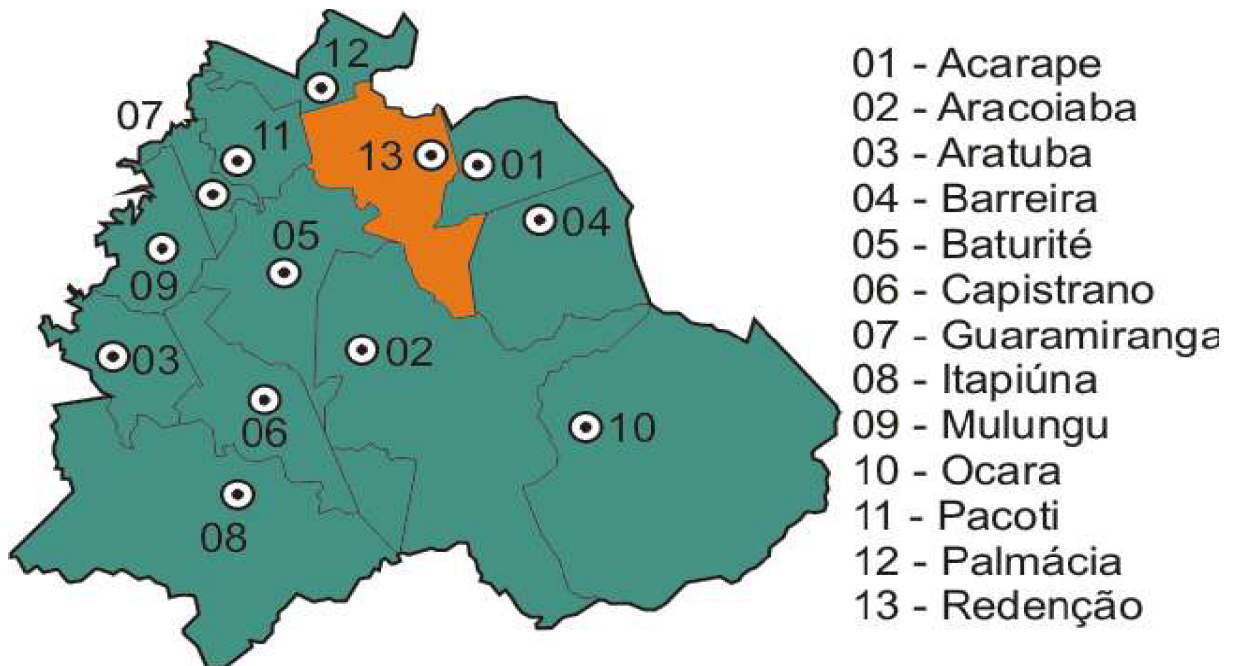 12
07
11
13
01
04
05
09
03
02
06
10
08
01 - Acarape
02 - Aracoiaba
03 - Aratuba
04 - Barreira
05 - Baturité
06 - Capistrano
07 - Guaramiranga
08 - Itapiúna
09 - Mulungu
10 - Ocara
11 - Pacoti
12 - Palmácia
13 - Redenção